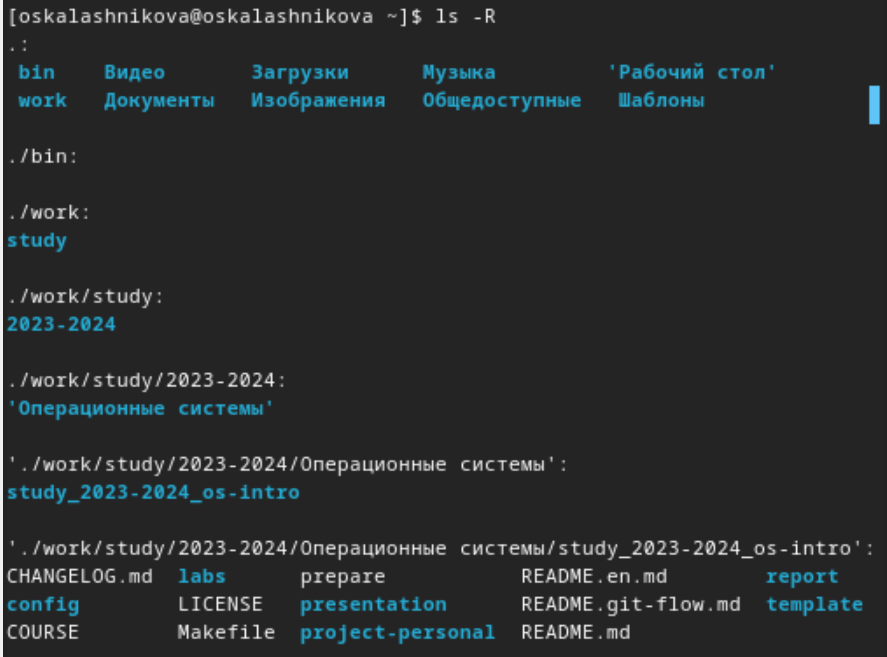 [oskalashnikova@oskalashnikova ~]$ ls -R
.:
bin Видео Загрузки Музыка 'Рабочий стол'
work Документы Изображения Общедоступные Шаблоны
./bin:
./work:
study
./work/study:
2023-2024
./work/study/2023-2024:
'Операционные системы'
'./work/study/2023-2024/Операционные системы':
study_2023-2024_os-intro
'./work/study/2023-2024/Операционные системы/study_2023-2024_os-intro':
CHANGELOG.md labs prepare README.en.md report
config LICENSE presentation README.git-flow.md template
COURSE Makefile project-personal README.md